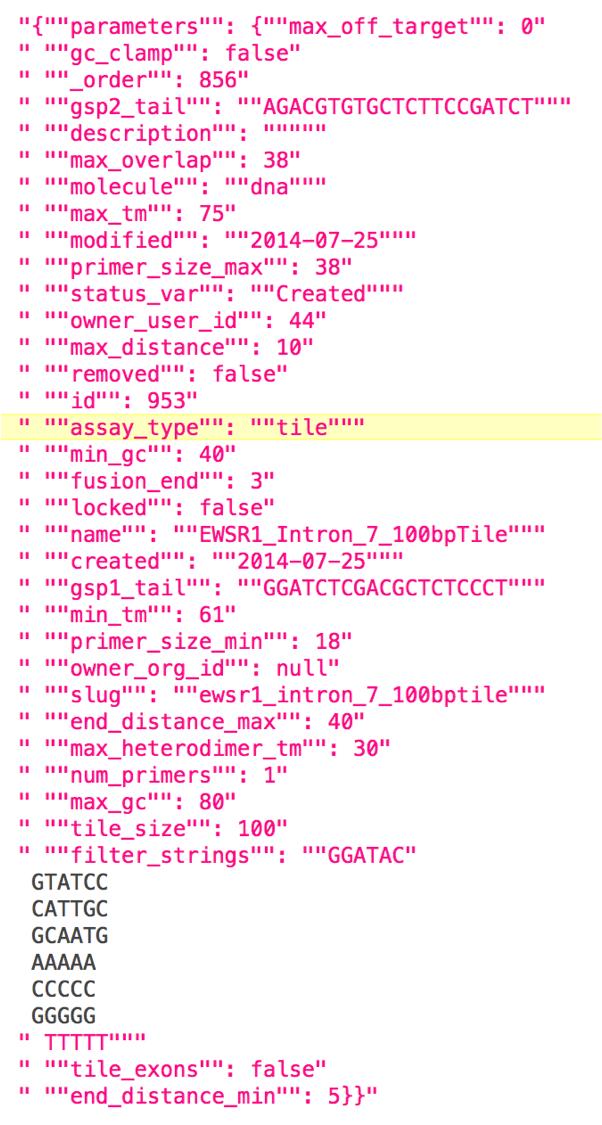 "{""parameters"": {""max_off_target"": 0"
" ""gc_clamp"": false"
" ""_order"": 856"
" ""gsp2_tail"": ""AGACGTGTGCTCTTCCGATCT"""
" ""description"": """""
" ""max_overlap"": 38"
" ""molecule"": ""dna"""
" ""max_tm"": 75"
" ""modified"": ""2014-07-25"""
" ""primer_size_max"": 38"
" ""status_var"": ""Created"""
" ""owner_user_id"": 44"
" ""max_distance"": 10"
" ""removed"": false"
" ""id"": 953"
" ""assay_type"": ""tile"""
" ""min_gc"": 40"
" ""fusion_end"": 3"
" ""locked"": false"
" ""name"": ""EWSR1_Intron_7_100bpTile"""
" ""created"": ""2014-07-25"""
" ""gsp1_tail"": ""GGATCTCGACGCTCTCCCT"""
" ""min_tm"": 61"
" ""primer_size_min"": 18"
" ""owner_org_id"": null"
" ""slug"": ""ewsr1_intron_7_100bptile"""
" ""end_distance_max"": 40"
" ""max_heterodimer_tm"": 30"
" ""num_primers"": 1"
" ""max_gc"": 80"
" ""tile_size"": 100"
" ""filter_strings"": ""GGATAC"
GTATCC
CATTGC
GCAATG
AAAAA
CCCCC
GGGGG
" TTTTT"""
" ""tile_exons"": false"
" ""end_distance_min"": 5}}"